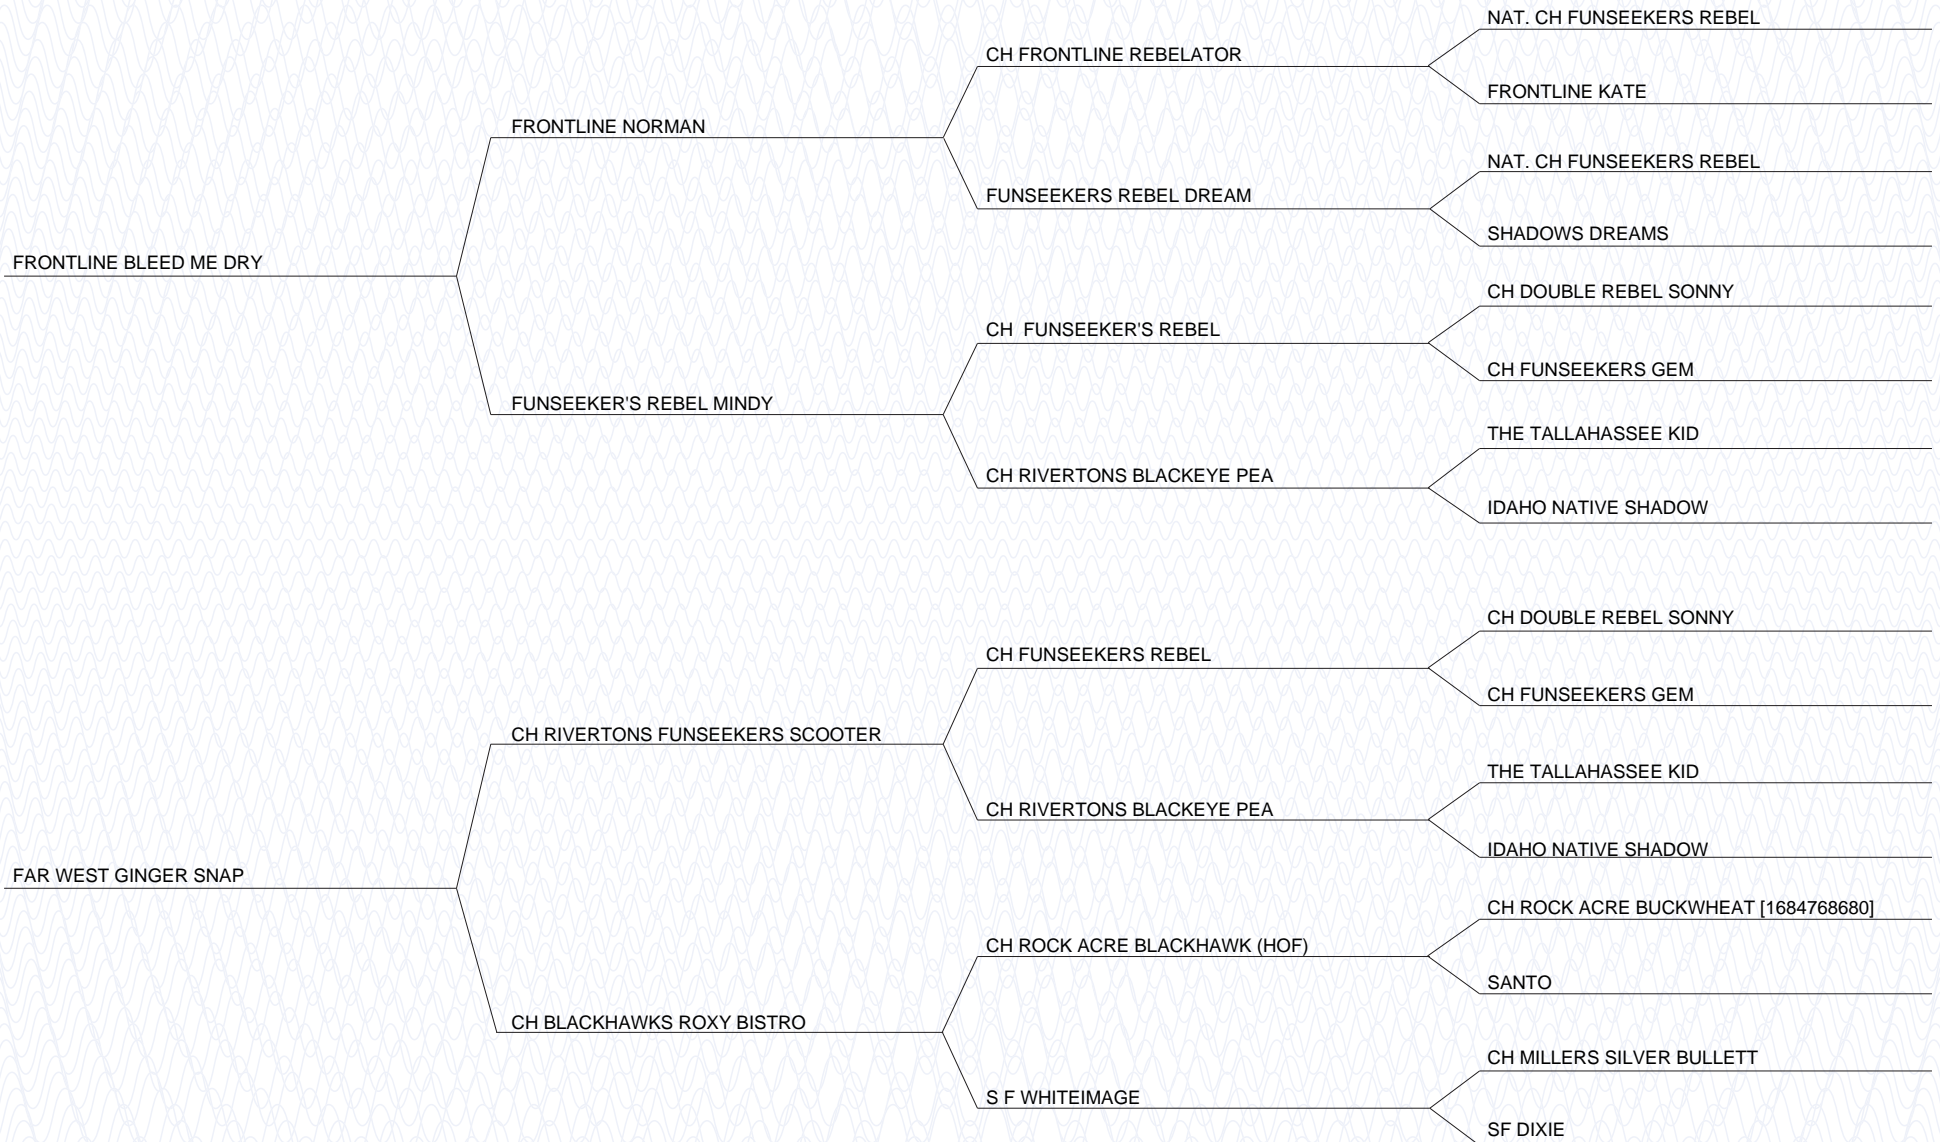 NAT. CH FUNSEEKERS REBEL
CH FRONTLINE REBELATOR
FRONTLINE KATE
FRONTLINE NORMAN
NAT. CH FUNSEEKERS REBEL
FUNSEEKERS REBEL DREAM
SHADOWS DREAMS
FRONTLINE BLEED ME DRY
CH DOUBLE REBEL SONNY
CH  FUNSEEKER'S REBEL
CH FUNSEEKERS GEM
FUNSEEKER'S REBEL MINDY
THE TALLAHASSEE KID
CH RIVERTONS BLACKEYE PEA
IDAHO NATIVE SHADOW
CH DOUBLE REBEL SONNY
CH FUNSEEKERS REBEL
CH FUNSEEKERS GEM
CH RIVERTONS FUNSEEKERS SCOOTER
THE TALLAHASSEE KID
CH RIVERTONS BLACKEYE PEA
IDAHO NATIVE SHADOW
FAR WEST GINGER SNAP
CH ROCK ACRE BUCKWHEAT [1684768680]
CH ROCK ACRE BLACKHAWK (HOF)
SANTO
CH BLACKHAWKS ROXY BISTRO
CH MILLERS SILVER BULLETT
S F WHITEIMAGE
SF DIXIE